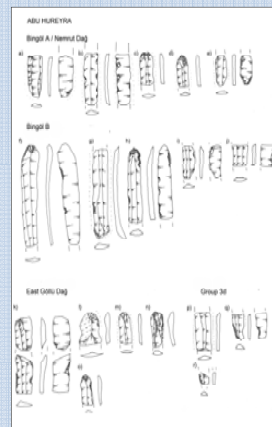 ABU HUREYRA
Bingöl A / Nemrut Dağ
a) b) c) d) e)
Bingöl B
f) g) h) i) j)
East Göllü Dağ Group 3d
k) l) m) n) p) q)
o) r)